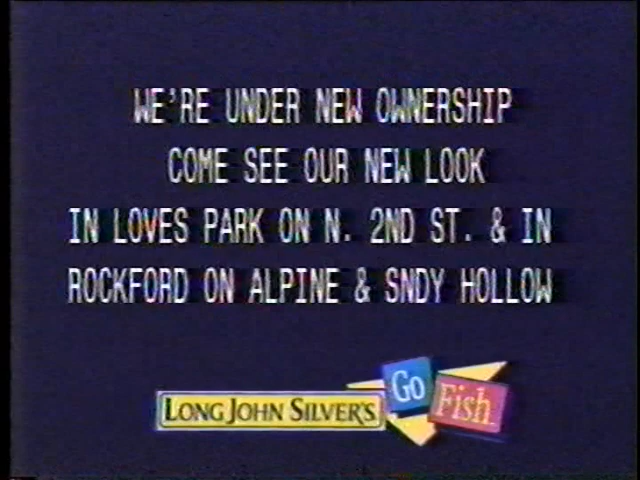 WE'RE UNDER NEW OWNERSHIP
COME SEE OUR NEW LOOK
IN LOVES PARK ON N. 2ND ST. & IN
ROCKFORD ON ALPINE & SNDY HOLLOW
LONG JOHN SILVER'S
Go
Fish.